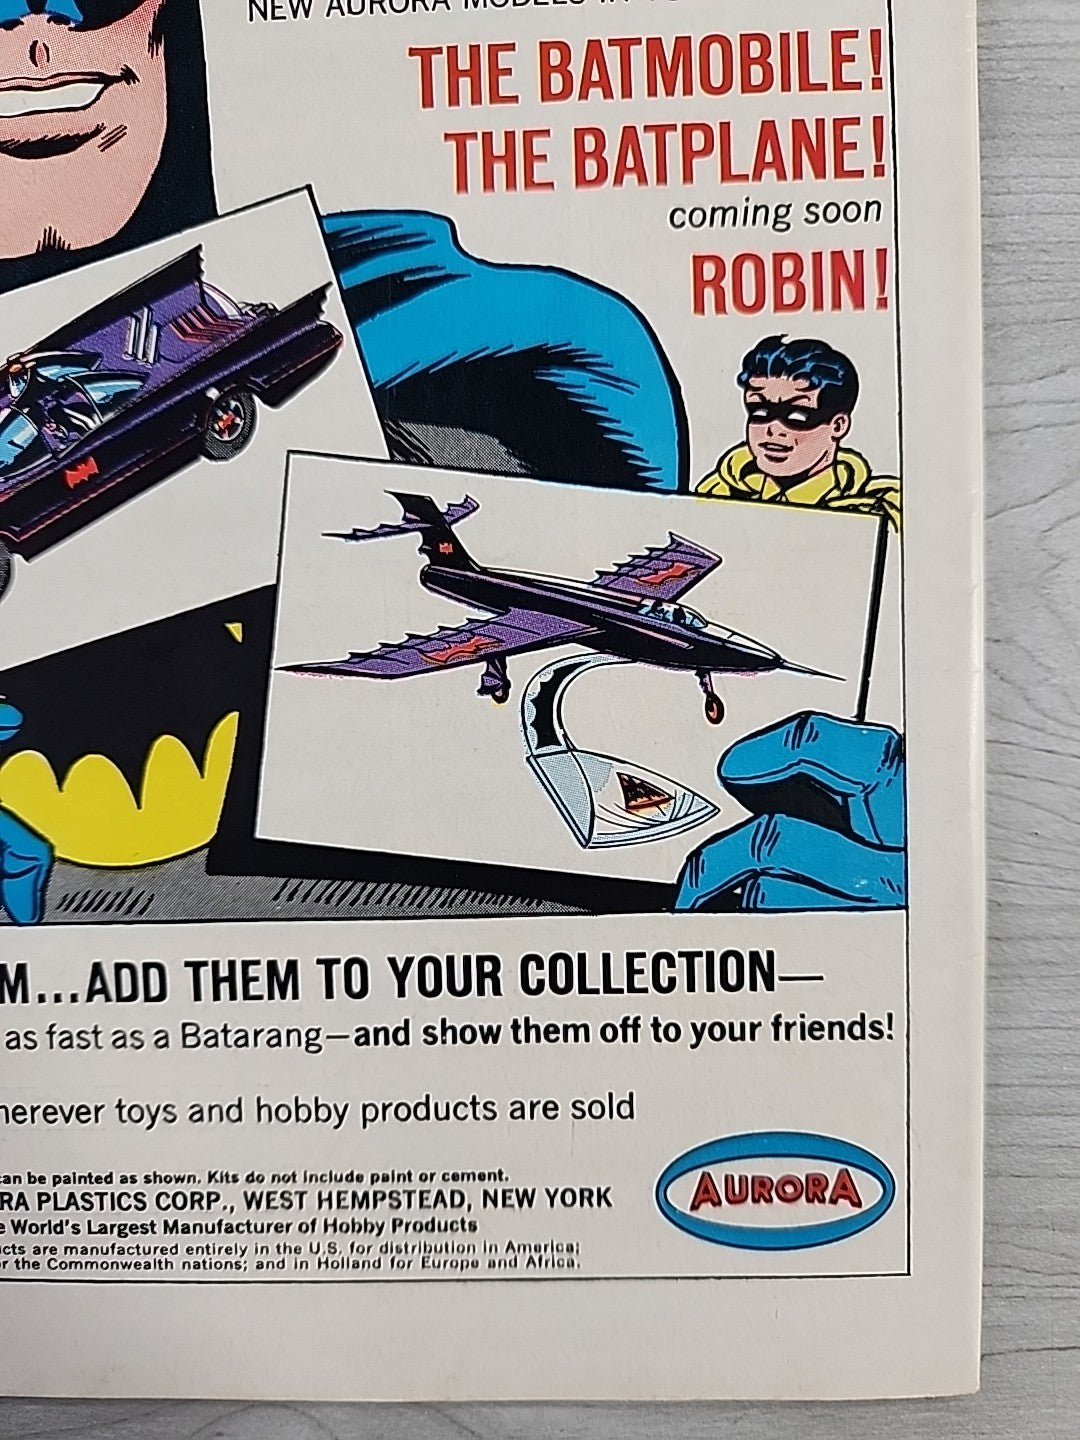 NEW AURORA MODELS
THE BATMOBILE!
THE BATPLANE!
coming soon
ROBIN!
...ADD THEM TO YOUR COLLECTION—
as fast as a Batarang—and show them off to your friends!
toys and hobby products are sold
can be painted as shown. Kits do not include paint or cement.
PLASTICS CORP., WEST HEMPSTEAD, NEW YORK
World's Largest Manufacturer of Hobby Products
are manufactured entirely in the U.S. for distribution in America;
the Commonwealth nations; and in Holland for Europe and Africa.
AURORA